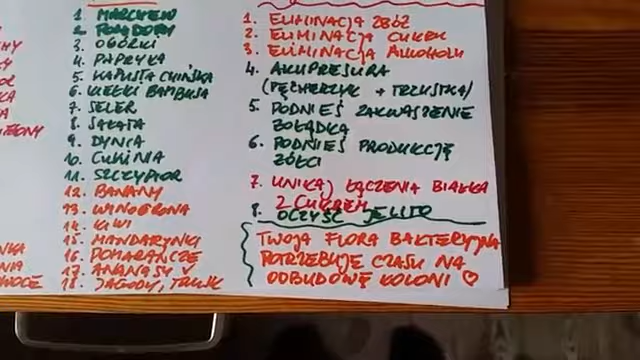 1. MARCHEW
2. POMIDORY
3. OGÓRKI
4. PAPRYKA
5. KAPUSTA CHIŃSKA
6. KIEŁKI BAMBUSA
7. SELER
8. SAŁATA
9. DYNIA
10. CUKINIA
11. SZCZYPIOR
12. BANANY
13. WINOGRONA
14. KIWI
15. MANDARYNKI
16. POMARAŃCZE
17. ANANASY
18. JAGODY, TRUSK
1. ELIMINACJA ZBÓŻ
2. ELIMINACJA CUKRU
3. ELIMINACJA ALKOHOLU
4. AKUPRESURA
(PĘCHERZYK + TRZUSTKA)
5. PODNIEŚ ZAKWASZENIE
ŻOŁĄDKA
6. PODNIEŚ PRODUKCJĘ
ŻÓŁCI
7. UNIKAJ ŁĄCZENIA BIAŁKA
Z CUKREM
8. OCZYŚĆ JELITO
TWOJA FLORA BAKTERYJNA
POTRZEBUJE CZASU NA
ODBUDOWĘ KOLONI ♡